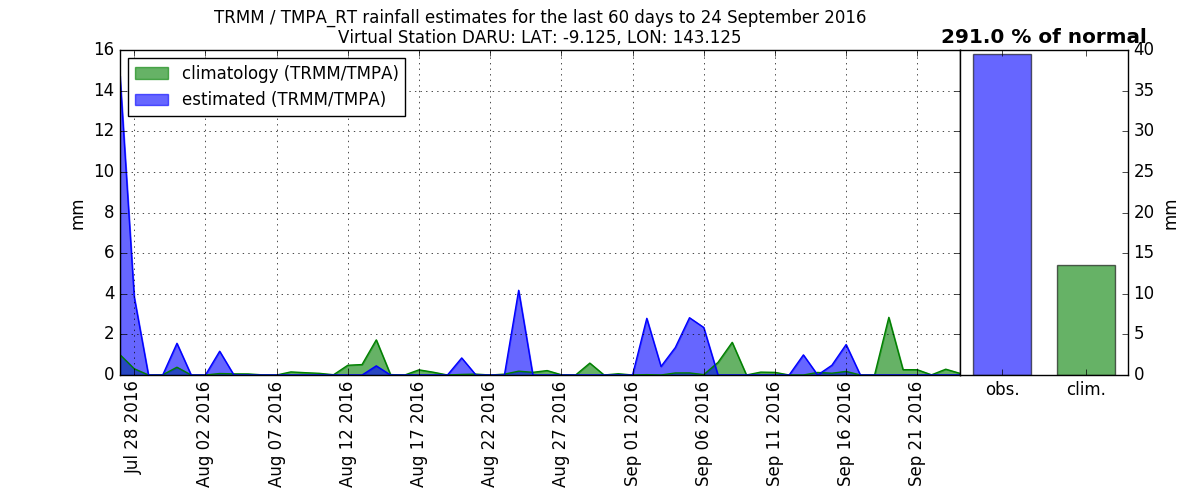 TRMM / TMPA_RT rainfall estimates for the last 60 days to 24 September 2016
Virtual Station DARU: LAT: -9.125, LON: 143.125
291.0 % of normal
climatology (TRMM/TMPA)
estimated (TRMM/TMPA)
mm
16
14
12
10
8
6
4
2
0
Jul 28 2016
Aug 02 2016
Aug 07 2016
Aug 12 2016
Aug 17 2016
Aug 22 2016
Aug 27 2016
Sep 01 2016
Sep 06 2016
Sep 11 2016
Sep 16 2016
Sep 21 2016
obs.
clim.
40
35
30
25
20
15
10
5
0
mm